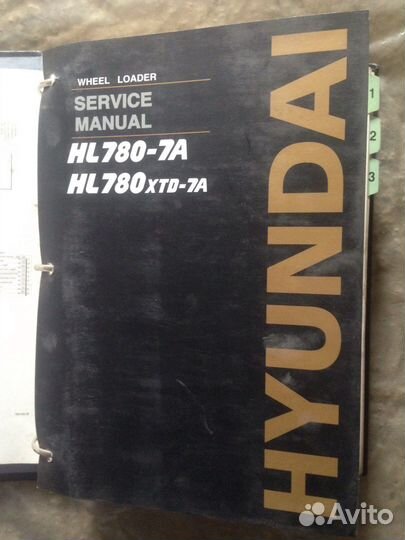 WHEEL LOADER
SERVICE
MANUAL
HL780-7A
HL780XTD-7A
HYUNDAI
1
2
3
Avito